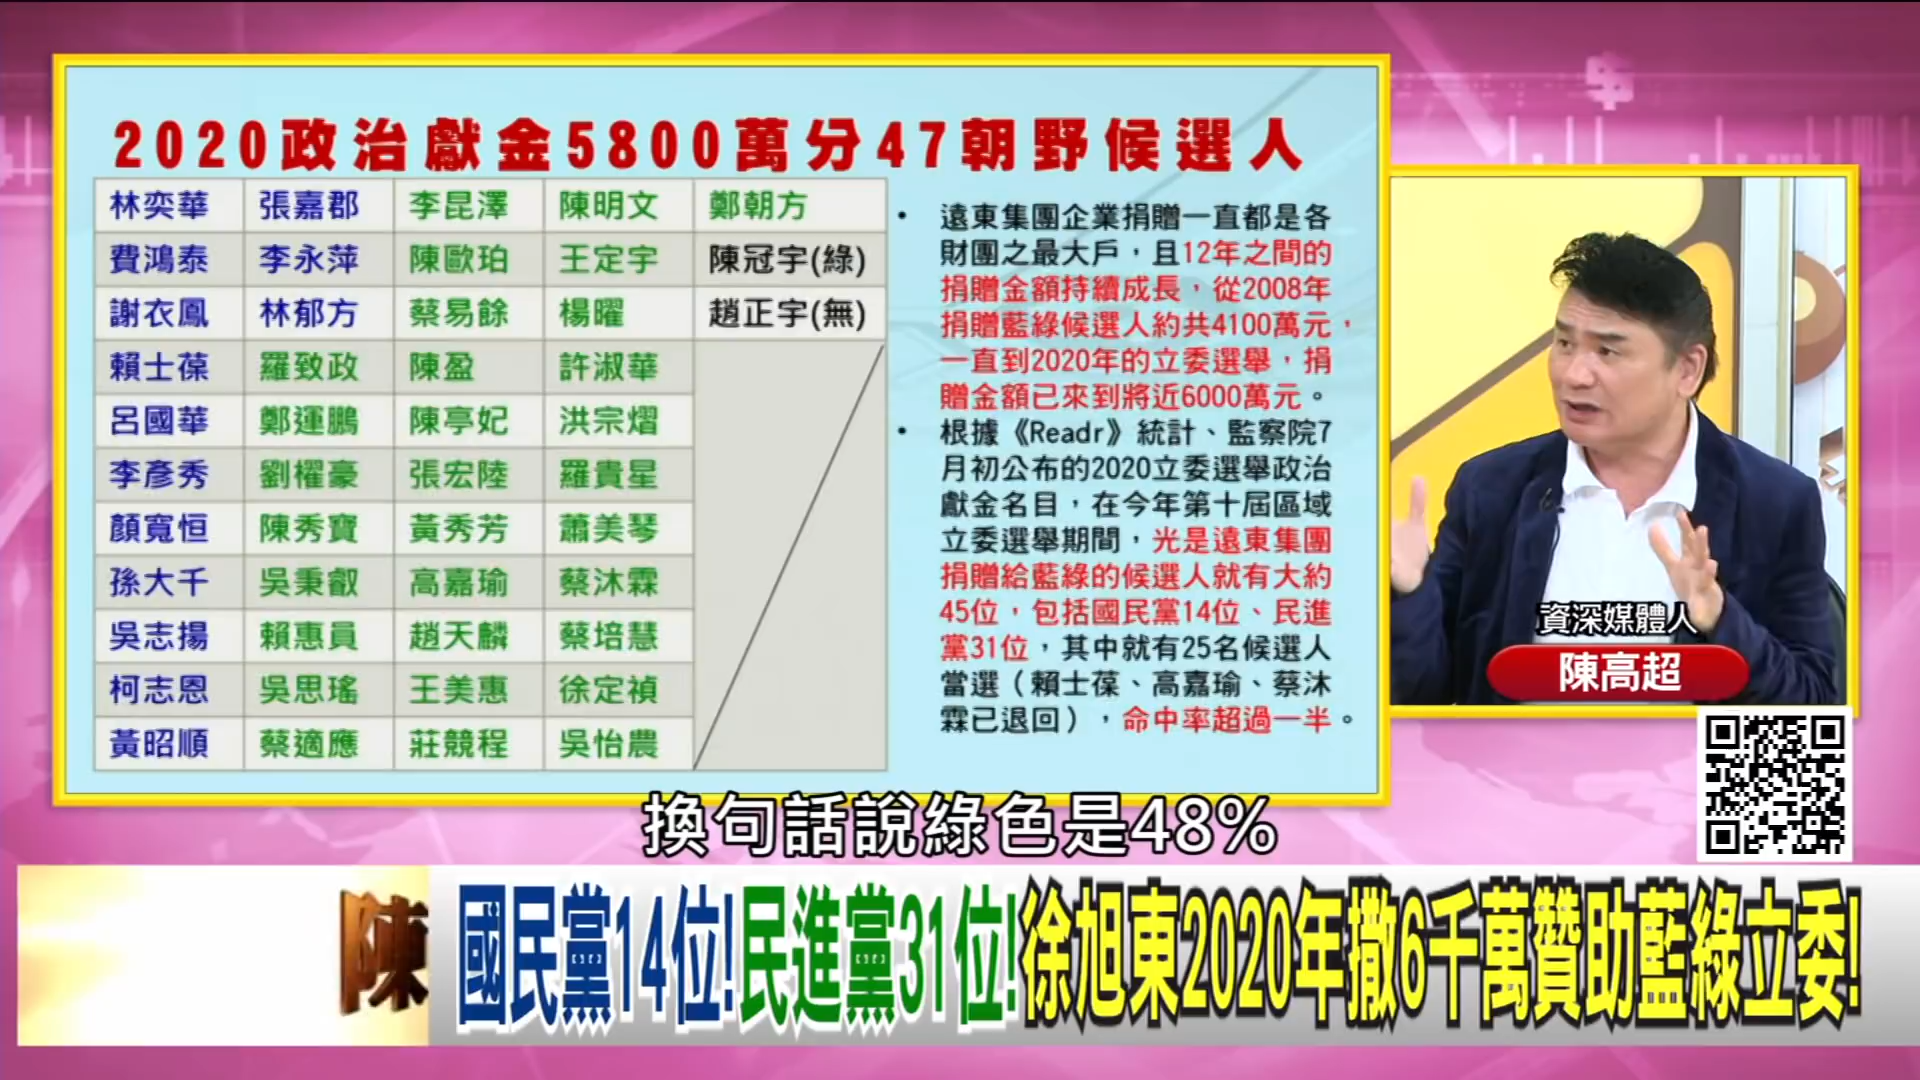 2020政治獻金5800萬分47朝野候選人
林奕華 張嘉郡 李昆澤 陳明文 鄭朝方
費鴻泰 李永萍 陳歐珀 王定宇 陳冠宇(綠)
謝衣鳳 林郁方 蔡易餘 楊曜 趙正宇(無)
賴士葆 羅致政 陳盈 許淑華
呂國華 鄭運鵬 陳亭妃 洪宗熠
李彥秀 劉櫂豪 張宏陸 羅貴星
顏寬恒 陳秀寶 黃秀芳 蕭美琴
孫大千 吳秉叡 高嘉瑜 蔡沐霖
吳志揚 賴惠員 趙天麟 蔡培慧
柯志恩 吳思瑤 王美惠 徐定禎
黃昭順 蔡適應 莊競程 吳怡農
• 遠東集團企業捐贈一直都是各
財團之最大戶，且12年之間的
捐贈金額持續成長，從2008年
捐贈藍綠候選人約共4100萬元，
一直到2020年的立委選舉，捐
贈金額已來到將近6000萬元。
• 根據《Readr》統計、監察院7
月初公布的2020立委選舉政治
獻金名目，在今年第十屆區域
立委選舉期間，光是遠東集團
捐贈給藍綠的候選人就有大約
45位，包括國民黨14位、民進
黨31位，其中就有25名候選人
當選（賴士葆、高嘉瑜、蔡沐
霖已退回），命中率超過一半。
資深媒體人
陳高超
換句話說綠色是48%
陳
國民黨14位!民進黨31位!徐旭東2020年撒6千萬贊助藍綠立委!